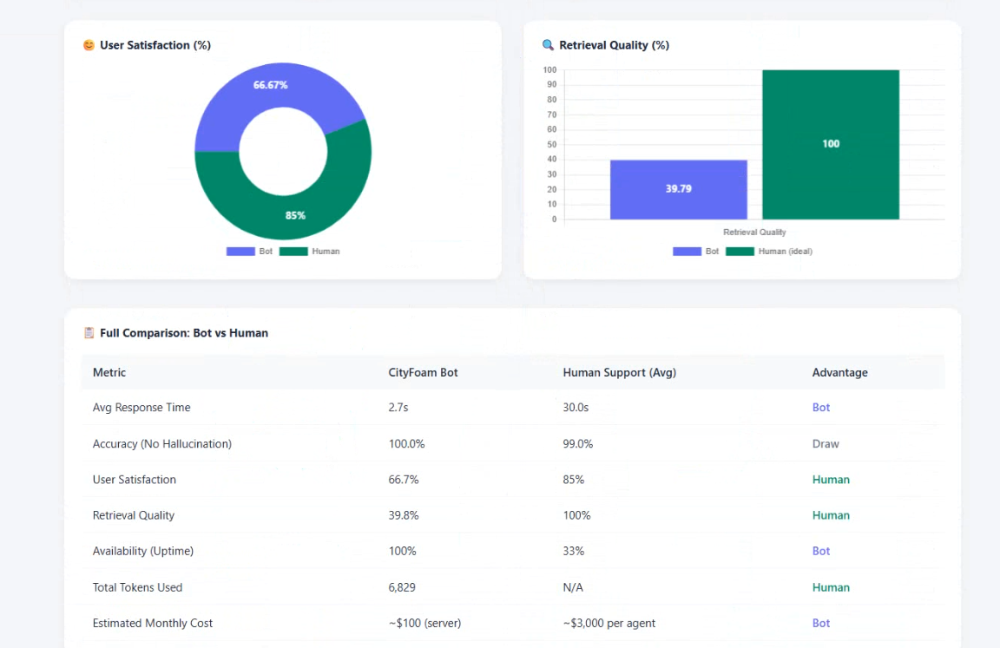 😊 User Satisfaction (%)
66.67%
85%
Bot Human
🔍 Retrieval Quality (%)
100
90
80
70
60
50
40
30
20
10
0
39.79
100
Retrieval Quality
Bot Human (ideal)
📋 Full Comparison: Bot vs Human
Metric CityFoam Bot Human Support (Avg) Advantage
Avg Response Time 2.7s 30.0s Bot
Accuracy (No Hallucination) 100.0% 99.0% Draw
User Satisfaction 66.7% 85% Human
Retrieval Quality 39.8% 100% Human
Availability (Uptime) 100% 33% Bot
Total Tokens Used 6,829 N/A Human
Estimated Monthly Cost ~$100 (server) ~$3,000 per agent Bot